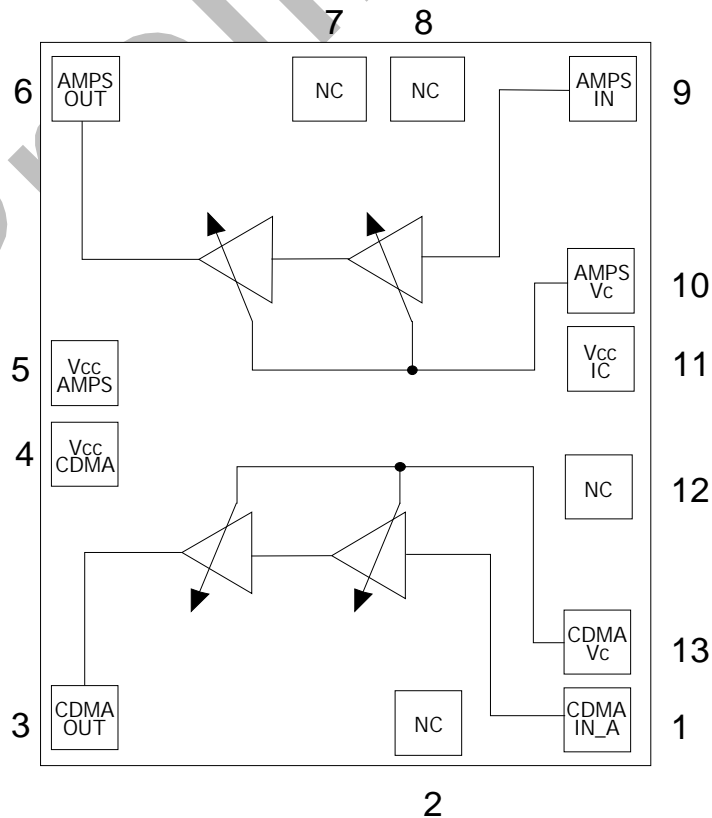 7
8
6
AMPS
OUT
NC
NC
AMPS
IN
9
AMPS
Vc
10
5
Vcc
AMPS
Vcc
IC
11
4
Vcc
CDMA
NC
12
CDMA
Vc
13
3
CDMA
OUT
NC
CDMA
IN_A
1
2